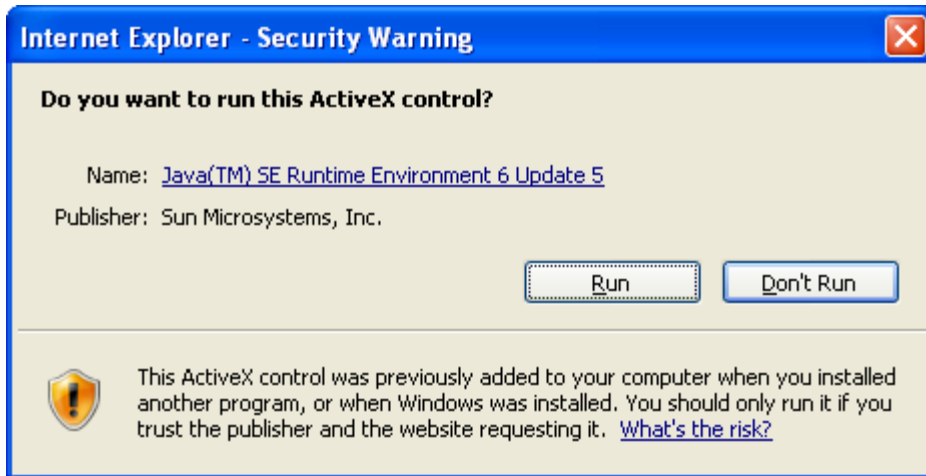 Internet Explorer - Security Warning
Do you want to run this ActiveX control?
Name: Java(TM) SE Runtime Environment 6 Update 5
Publisher: Sun Microsystems, Inc.
Run Don't Run
This ActiveX control was previously added to your computer when you installed
another program, or when Windows was installed. You should only run it if you
trust the publisher and the website requesting it. What's the risk?